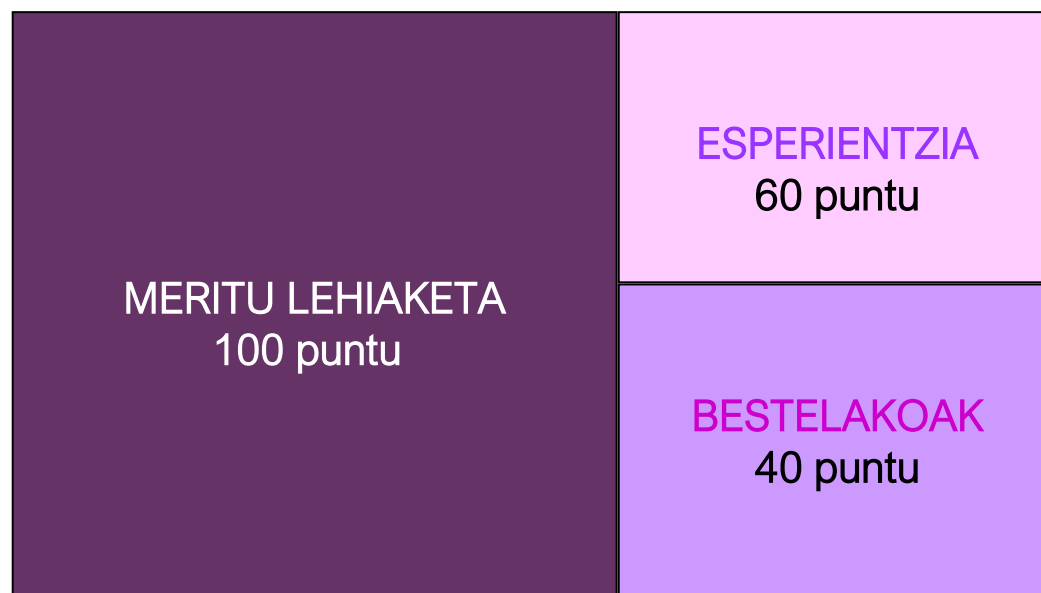 MERITU LEHIAKETA
100 puntu
ESPERIENTZIA
60 puntu
BESTELAKOAK
40 puntu